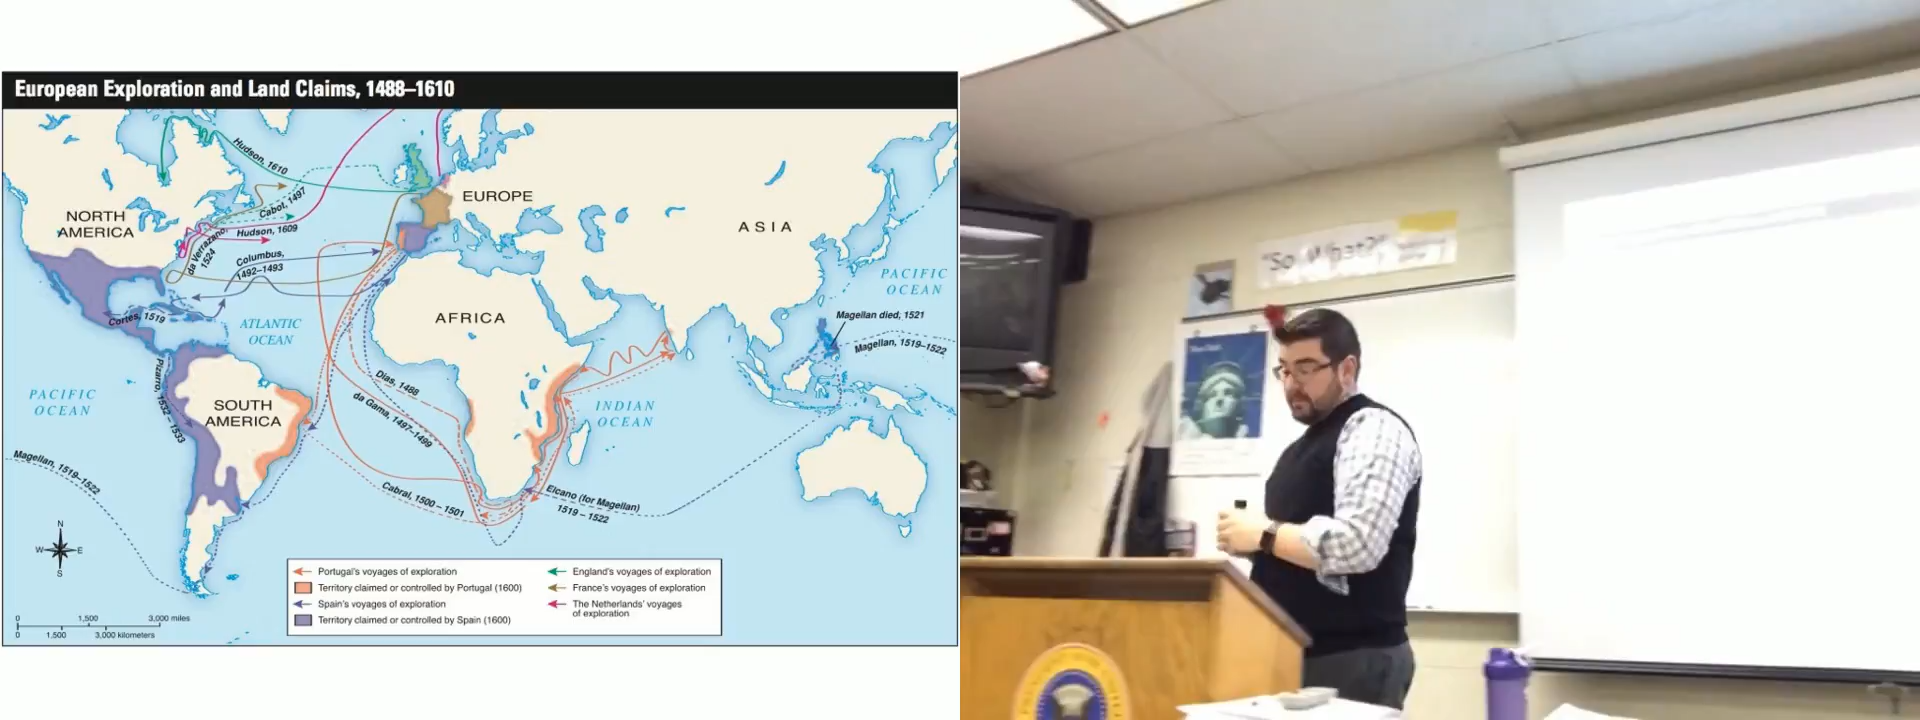 European Exploration and Land Claims, 1488–1610
Hudson, 1610
Cabot, 1497
EUROPE
NORTH
AMERICA
ASIA
da Verrazano,
1524
Hudson, 1609
Columbus,
1492–1493
PACIFIC
OCEAN
Cortés, 1519
ATLANTIC
OCEAN
AFRICA
Magellan died, 1521
Magellan, 1519–1522
Pizarro, 1532–1533
Dias, 1488
da Gama, 1497–1499
PACIFIC
OCEAN
SOUTH
AMERICA
INDIAN
OCEAN
Magellan, 1519–1522
Cabral, 1500–1501
Elcano (for Magellan)
1519–1522
N
W E
S
0 1,500 3,000 miles
0 1,500 3,000 kilometers
Portugal's voyages of exploration
Territory claimed or controlled by Portugal (1600)
Spain's voyages of exploration
Territory claimed or controlled by Spain (1600)
England's voyages of exploration
France's voyages of exploration
The Netherlands' voyages
of exploration
"So What?"